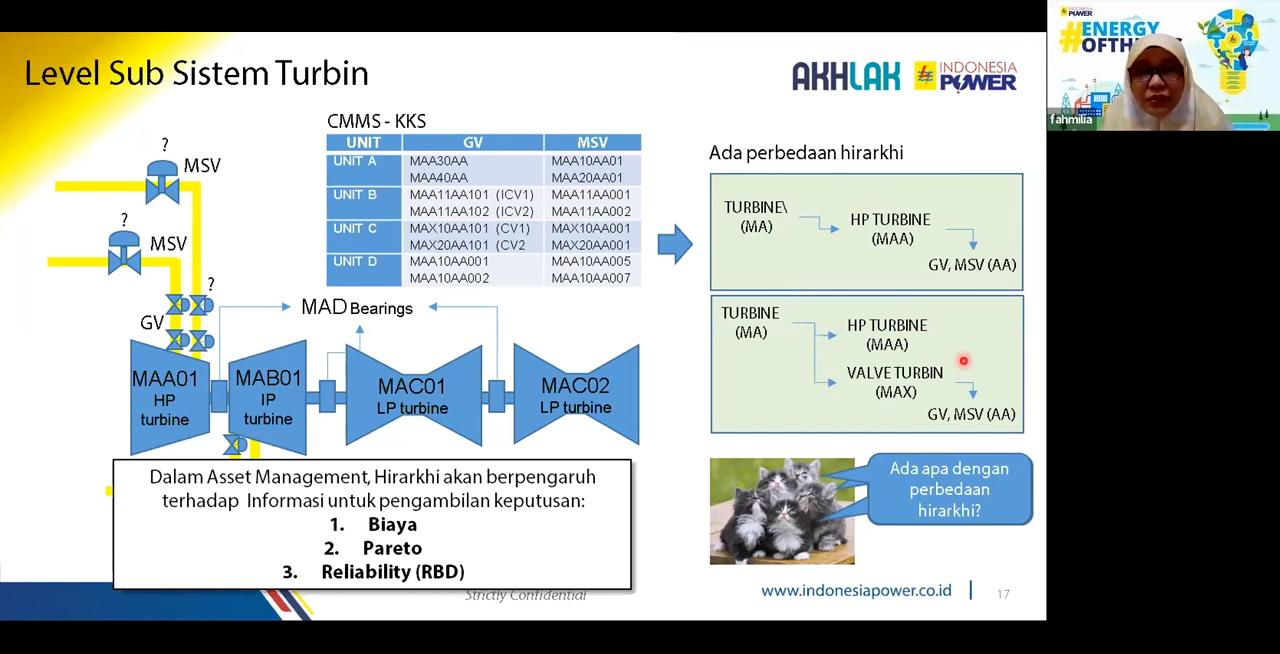 Level Sub Sistem Turbin
AKHLAK
INDONESIA
POWER
INDONESIA
POWER
#ENERGY
fahmilia
CMMS - KKS
UNIT GV MSV
UNIT A MAA30AA MAA10AA01
MAA40AA MAA20AA01
UNIT B MAA11AA101 (ICV1) MAA11AA001
MAA11AA102 (ICV2) MAA11AA002
UNIT C MAX10AA101 (CV1) MAX10AA001
MAX20AA101 (CV2 MAX20AA001
UNIT D MAA10AA001 MAA10AA005
MAA10AA002 MAA10AA007
?
MSV
?
MSV
?
GV
MAD Bearings
MAA01
HP
turbine
MAB01
IP
turbine
MAC01
LP turbine
MAC02
LP turbine
Dalam Asset Management, Hirarkhi akan berpengaruh
terhadap Informasi untuk pengambilan keputusan:
1. Biaya
2. Pareto
3. Reliability (RBD)
Ada perbedaan hirarkhi
TURBINE\
(MA)
HP TURBINE
(MAA)
GV, MSV (AA)
TURBINE
(MA)
HP TURBINE
(MAA)
VALVE TURBIN
(MAX)
GV, MSV (AA)
Ada apa dengan
perbedaan
hirarkhi?
Strictly Confidential
www.indonesiapower.co.id
17